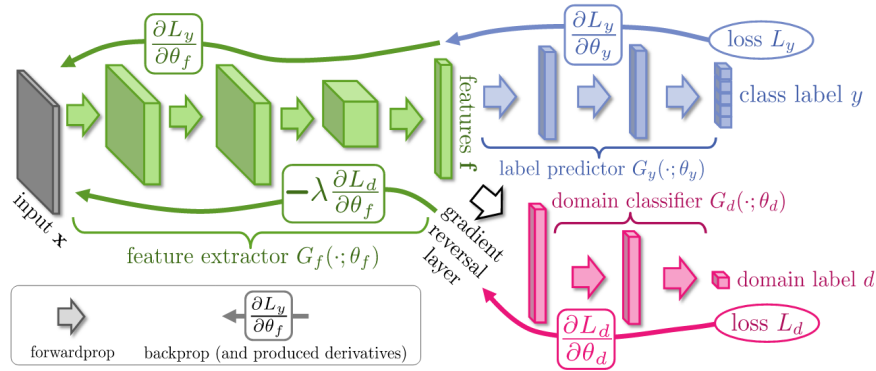 ∂L_y/∂θ_f
∂L_y/∂θ_y
loss L_y
features f
class label y
label predictor G_y(·;θ_y)
input x
−λ ∂L_d/∂θ_f
feature extractor G_f(·;θ_f)
gradient
reversal
layer
domain classifier G_d(·;θ_d)
domain label d
∂L_d/∂θ_d
loss L_d
forwardprop
∂L_y/∂θ_f
backprop (and produced derivatives)